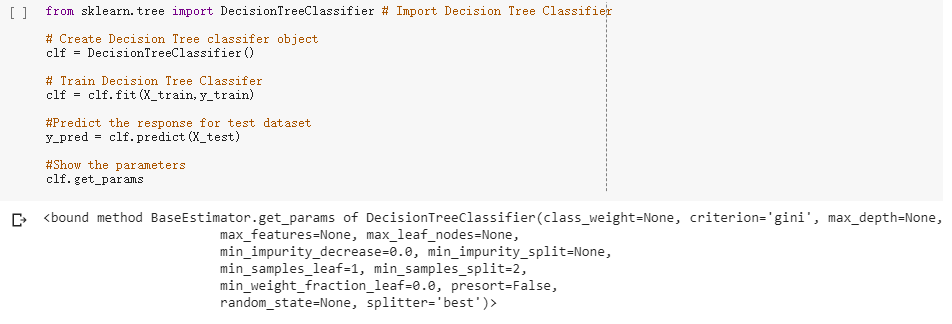 [ ] from sklearn.tree import DecisionTreeClassifier # Import Decision Tree Classifier
# Create Decision Tree classifer object
clf = DecisionTreeClassifier()
# Train Decision Tree Classifer
clf = clf.fit(X_train,y_train)
#Predict the response for test dataset
y_pred = clf.predict(X_test)
#Show the parameters
clf.get_params
<bound method BaseEstimator.get_params of DecisionTreeClassifier(class_weight=None, criterion='gini', max_depth=None,
max_features=None, max_leaf_nodes=None,
min_impurity_decrease=0.0, min_impurity_split=None,
min_samples_leaf=1, min_samples_split=2,
min_weight_fraction_leaf=0.0, presort=False,
random_state=None, splitter='best')>